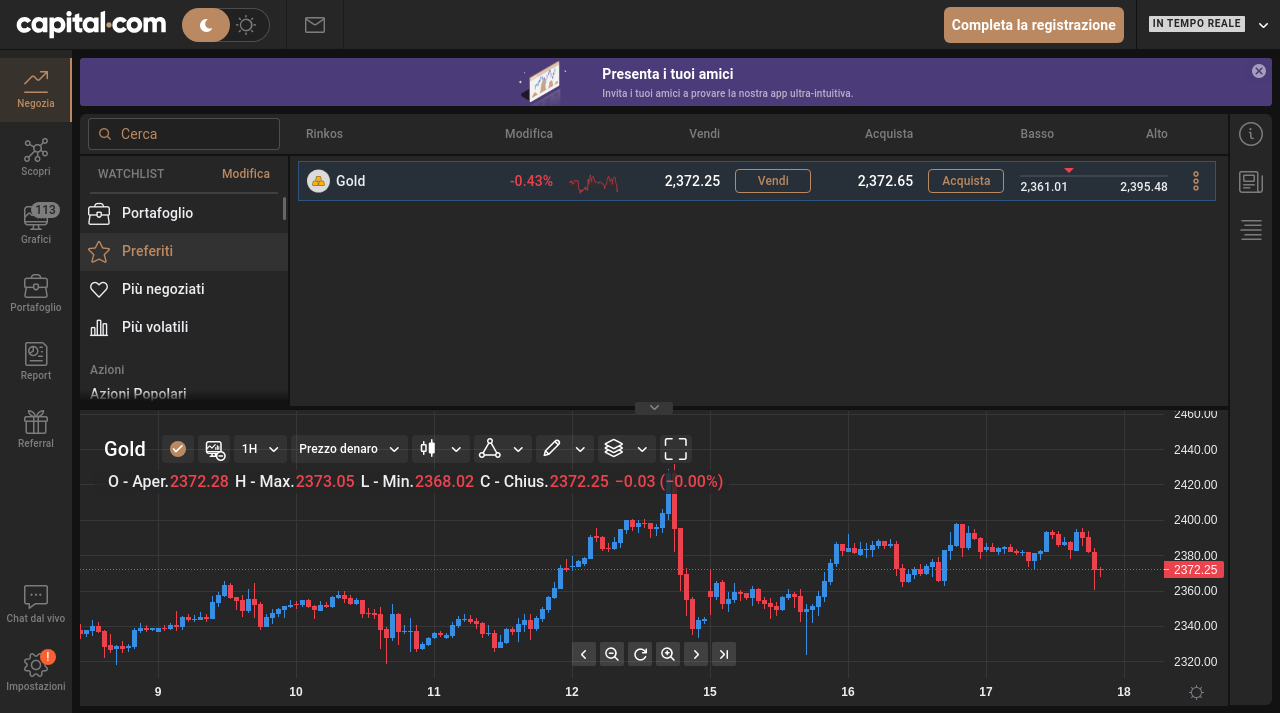 capital.com
Completa la registrazione
IN TEMPO REALE
Negozia
Scopri
113
Grafici
Portafoglio
Report
Referral
Chat dal vivo
!
Impostazioni
Presenta i tuoi amici
Invita i tuoi amici a provare la nostra app ultra-intuitiva.
Cerca
Rinkos Modifica Vendi Acquista Basso Alto
WATCHLIST Modifica
Portafoglio
Preferiti
Più negoziati
Più volatili
Azioni
Azioni Popolari
Gold -0.43% 2,372.25 Vendi 2,372.65 Acquista 2,361.01 2,395.48
Gold 1H Prezzo denaro
O - Aper.2372.28 H - Max.2373.05 L - Min.2368.02 C - Chius.2372.25 −0.03 (−0.00%)
2460.00
2440.00
2420.00
2400.00
2380.00
2372.25
2360.00
2340.00
2320.00
9 10 11 12 15 16 17 18